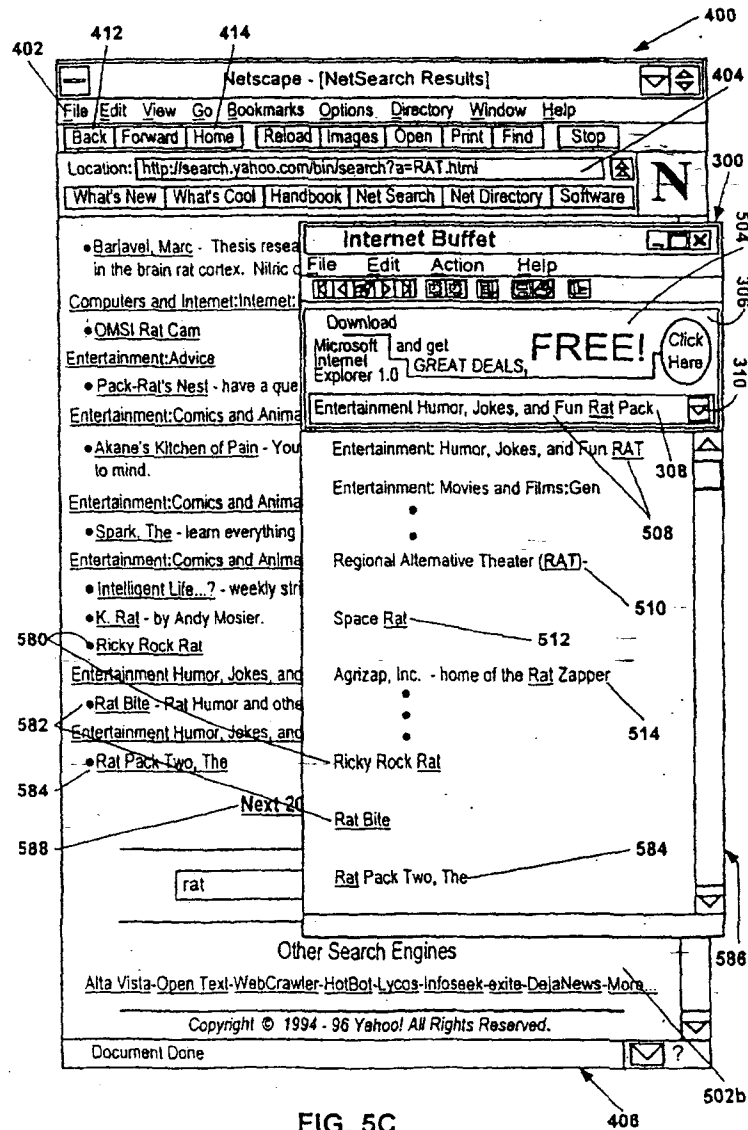 400
412 414
402
Netscape - [NetSearch Results]
404
File Edit View Go Bookmarks Options Directory Window Help
Back Forward Home Reload Images Open Print Find Stop
Location: http://search.yahoo.com/bin/search?a=RAT.html
N
What's New What's Cool Handbook Net Search Net Directory Software
300
504
306
310
•Barlavel, Marc - Thesis resea
in the brain rat cortex. Nitric
Computers and Internet:Internet:
•OMSI Rat Cam
Entertainment:Advice
•Pack-Rat's Nest - have a que
Entertainment:Comics and Anima
•Akane's Kitchen of Pain - You
to mind.
Entertainment:Comics and Anima
•Spark, The - learn everything
Entertainment:Comics and Anima
•Intelligent Life...? - weekly stri
•K. Rat - by Andy Mosier.
580
•Ricky Rock Rat
Entertainment Humor, Jokes, and
582
•Rat Bite - Rat Humor and othe
Entertainment Humor, Jokes, and
584
•Rat Pack Two, The
588
Next 20
rat
Internet Buffet
File Edit Action Help
Download
Microsoft and get
Internet
Explorer 1.0 GREAT DEALS, FREE!
Click
Here
Entertainment Humor, Jokes, and Fun Rat Pack
308
Entertainment: Humor, Jokes, and Fun RAT
Entertainment: Movies and Films:Gen
508
Regional Alternative Theater (RAT)-
510
Space Rat
512
Agrizap, Inc. - home of the Rat Zapper
514
Ricky Rock Rat
Rat Bite
584
Rat Pack Two, The
586
Other Search Engines
Alta Vista-Open Text-WebCrawler-HotBot-Lycos-Infoseek-exite-DejaNews-More...
Copyright © 1994 - 96 Yahoo! All Rights Reserved.
Document Done ?
502b
408
FIG. 5C